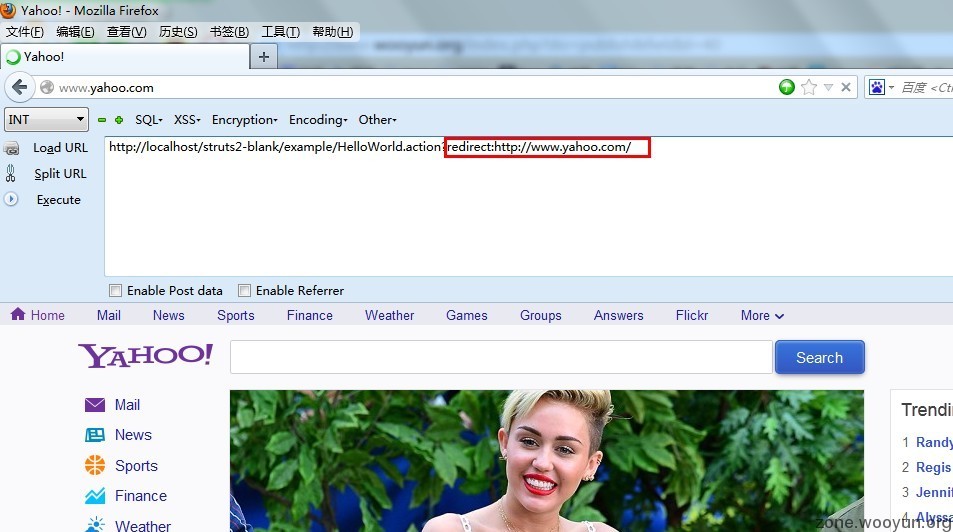 Yahoo! - Mozilla Firefox
文件(F) 编辑(E) 查看(V) 历史(S) 书签(B) 工具(T) 帮助(H)
Yahoo! +
www.yahoo.com
百度 <Ct
INT SQL XSS Encryption Encoding Other
Load URL
http://localhost/struts2-blank/example/HelloWorld.action?redirect:http://www.yahoo.com/
Split URL
Execute
Enable Post data Enable Referrer
Home Mail News Sports Finance Weather Games Groups Answers Flickr More
YAHOO!
Search
Mail
News
Sports
Finance
Weather
Trendin
1 Randy
2 Regis
3 Jennif
4 Alyssa
zone.wooyun.org